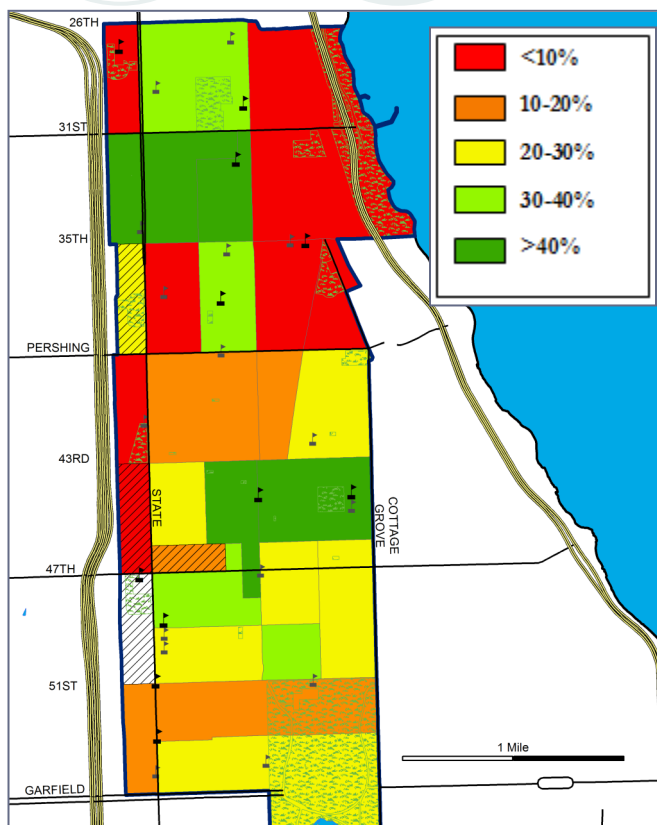 26TH
<10%
10-20%
20-30%
30-40%
>40%
31ST
35TH
PERSHING
43RD
STATE
COTTAGE
GROVE
47TH
51ST
1 Mile
GARFIELD